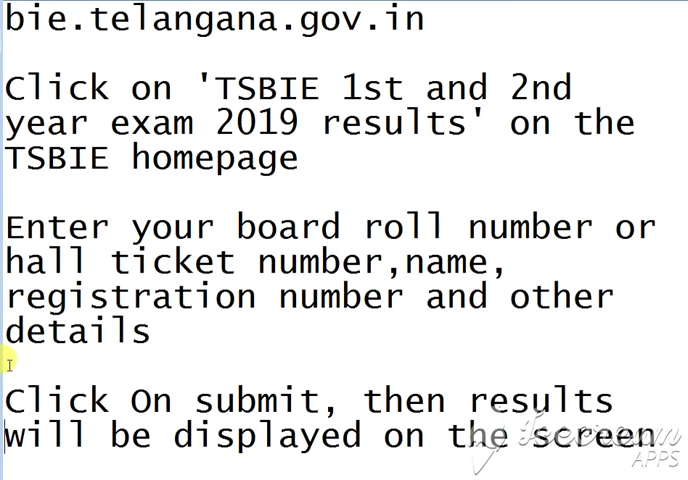 bie.telangana.gov.in
Click on 'TSBIE 1st and 2nd
year exam 2019 results' on the
TSBIE homepage
Enter your board roll number or
hall ticket number,name,
registration number and other
details
Click On submit, then results
will be displayed on the screen
Icecream
APPS